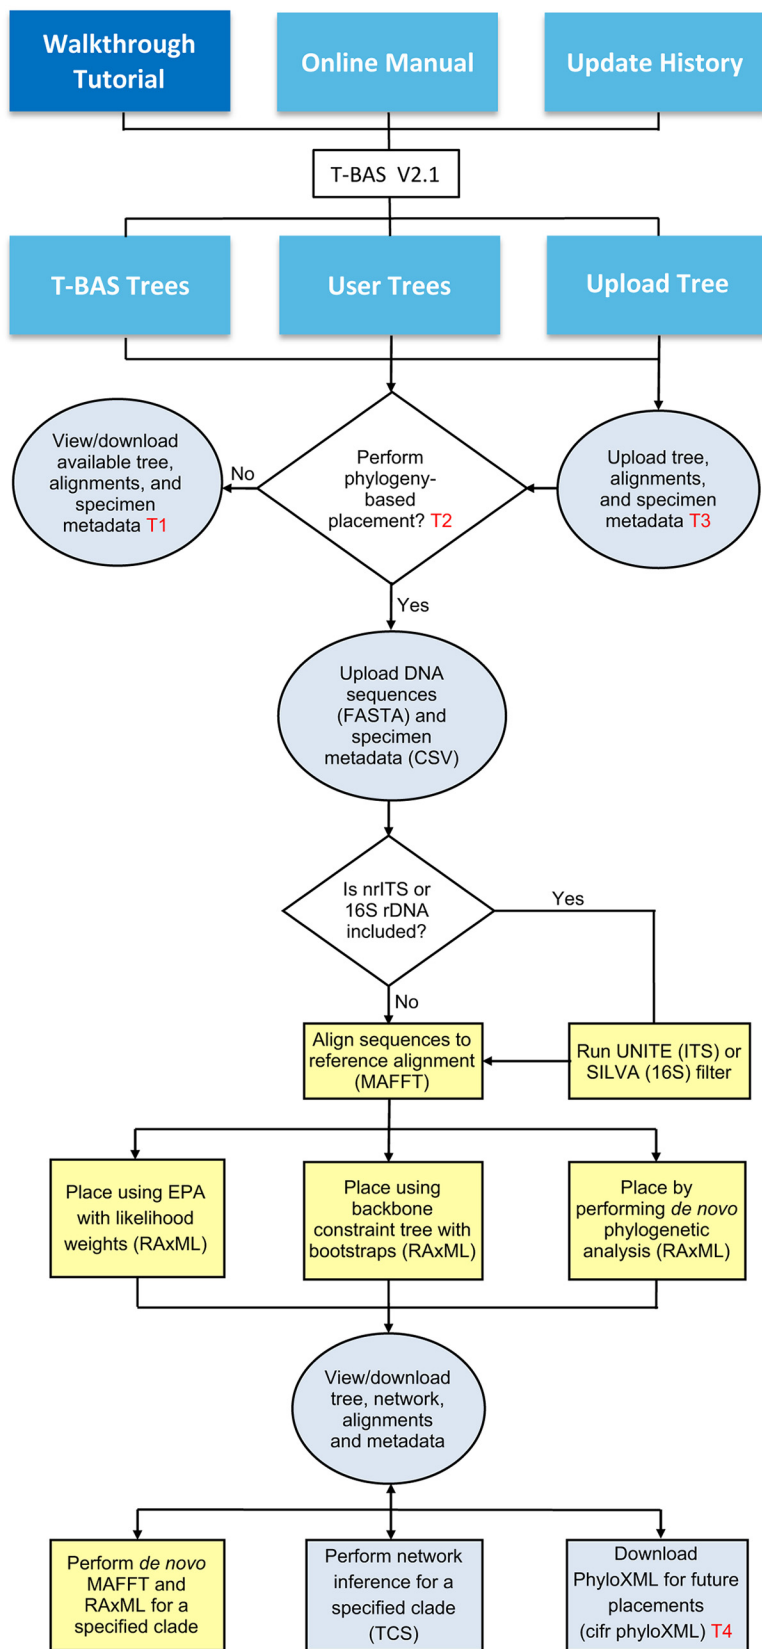 Walkthrough
Tutorial
Online Manual
Update History
T-BAS V2.1
T-BAS Trees
User Trees
Upload Tree
View/download
available tree,
alignments, and
specimen
metadata T1
No
Perform
phylogeny-
based
placement? T2
Upload tree,
alignments,
and specimen
metadata T3
Yes
Upload DNA
sequences
(FASTA) and
specimen
metadata (CSV)
Is nrITS or
16S rDNA
included?
Yes
No
Align sequences to
reference alignment
(MAFFT)
Run UNITE (ITS) or
SILVA (16S) filter
Place using EPA
with likelihood
weights (RAxML)
Place using
backbone
constraint tree with
bootstraps (RAxML)
Place by
performing de novo
phylogenetic
analysis (RAxML)
View/download
tree, network,
alignments
and metadata
Perform de novo
MAFFT and
RAxML for a
specified clade
Perform network
inference for a
specified clade
(TCS)
Download
PhyloXML for future
placements
(cifr phyloXML) T4